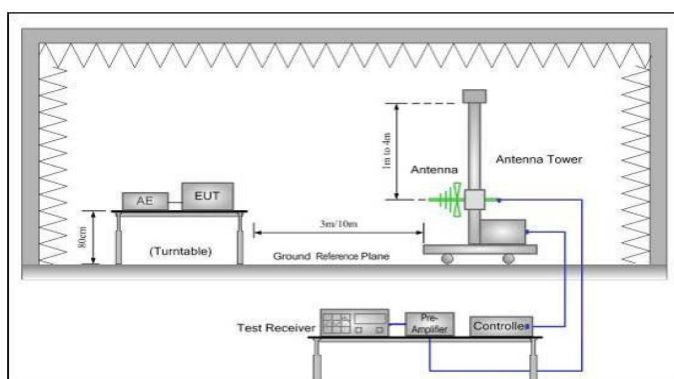 1m to 4m
Antenna
Antenna Tower
AE
EUT
80cm
(Turntable)
3m/10m
Ground Reference Plane
Test Receiver
Pre-
Amplifier
Controller